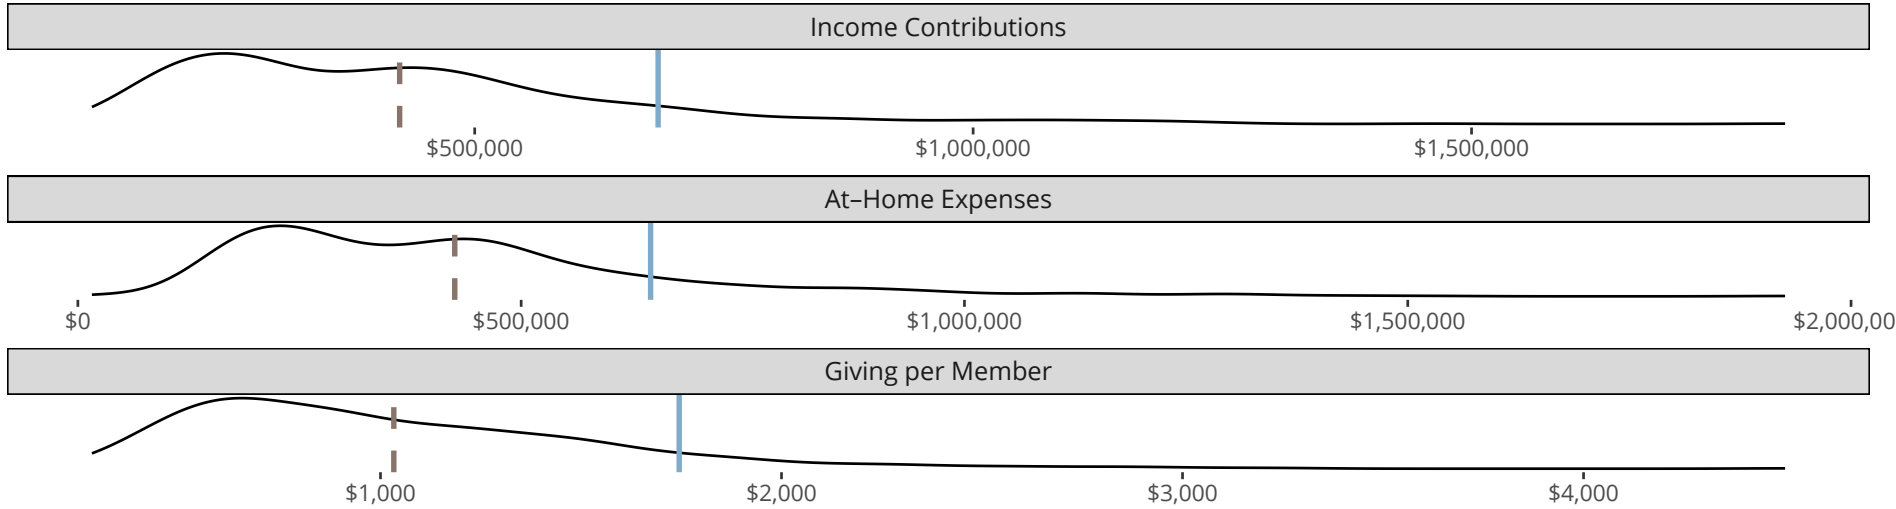 Income Contributions
$500,000 $1,000,000 $1,500,000
At–Home Expenses
$0 $500,000 $1,000,000 $1,500,000 $2,000,00
Giving per Member
$1,000 $2,000 $3,000 $4,000